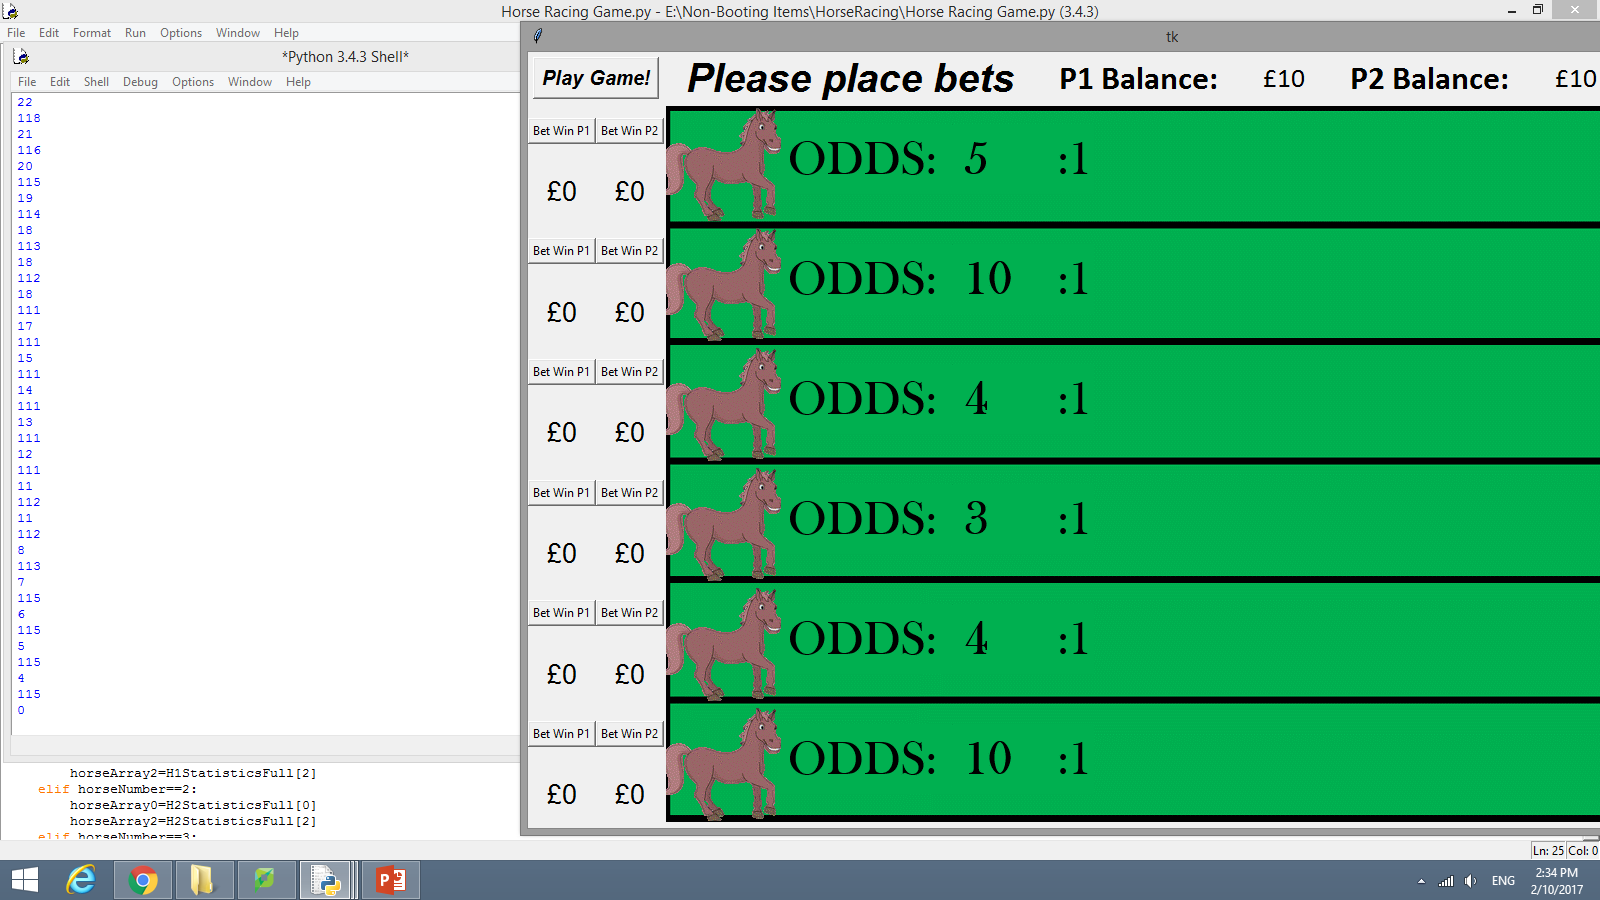 Horse Racing Game.py - E:\Non-Booting Items\HorseRacing\Horse Racing Game.py (3.4.3)
File Edit Format Run Options Window Help
*Python 3.4.3 Shell*
File Edit Shell Debug Options Window Help
22
118
21
116
20
115
19
114
18
113
18
112
18
111
17
111
15
111
14
111
13
111
12
111
11
112
11
112
8
113
7
115
6
115
5
115
4
115
0
horseArray2=H1StatisticsFull[2]
elif horseNumber==2:
horseArray0=H2StatisticsFull[0]
horseArray2=H2StatisticsFull[2]
elif horseNumber==3:
tk
Play Game! Please place bets P1 Balance: £10 P2 Balance: £10
Bet Win P1 Bet Win P2
ODDS: 5 :1
£0 £0
Bet Win P1 Bet Win P2
ODDS: 10 :1
£0 £0
Bet Win P1 Bet Win P2
ODDS: 4 :1
£0 £0
Bet Win P1 Bet Win P2
ODDS: 3 :1
£0 £0
Bet Win P1 Bet Win P2
ODDS: 4 :1
£0 £0
Bet Win P1 Bet Win P2
ODDS: 10 :1
£0 £0
Ln: 25 Col: 0
ENG
2:34 PM
2/10/2017